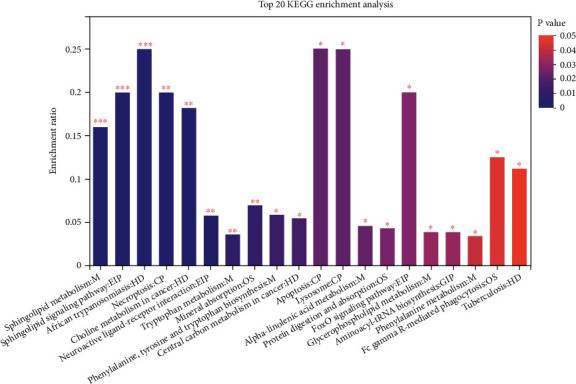 Top 20 KEGG enrichment analysis
P value
0.05
0.04
0.03
0.02
0.01
0
Enrichment ratio
0.25
0.2
0.15
0.1
0.05
0
***
***
***
**
**
**
**
**
*
*
*
*
*
*
*
*
*
*
*
*
Sphingolipid metabolism:M
Sphingolipid signaling pathway:EIP
African trypanosomiasis:HD
Necroptosis:CP
Choline metabolism in cancer:HD
Neuroactive ligand-receptor interaction:EIP
Tryptophan metabolism:M
Mineral absorption:OS
Phenylalanine, tyrosine and tryptophan biosynthesis:M
Central carbon metabolism in cancer:HD
Apoptosis:CP
Lysosome:CP
Alpha-linolenic acid metabolism:M
Protein digestion and absorption:OS
FoxO signaling pathway:EIP
Glycerophospholipid metabolism:M
Aminoacyl-tRNA biosynthesis:GIP
Phenylalanine metabolism:M
Fc gamma R-mediated phagocytosis:OS
Tuberculosis:HD